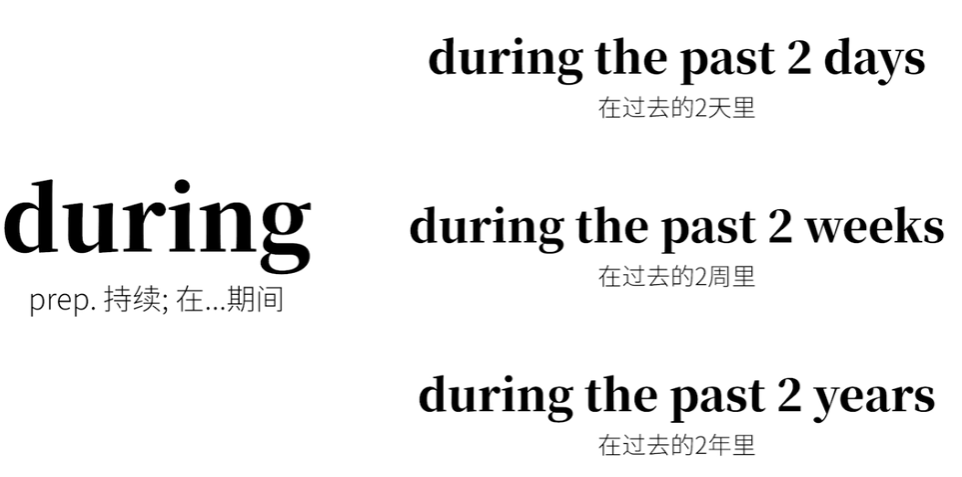 during
prep. 持续; 在...期间
during the past 2 days
在过去的2天里
during the past 2 weeks
在过去的2周里
during the past 2 years
在过去的2年里